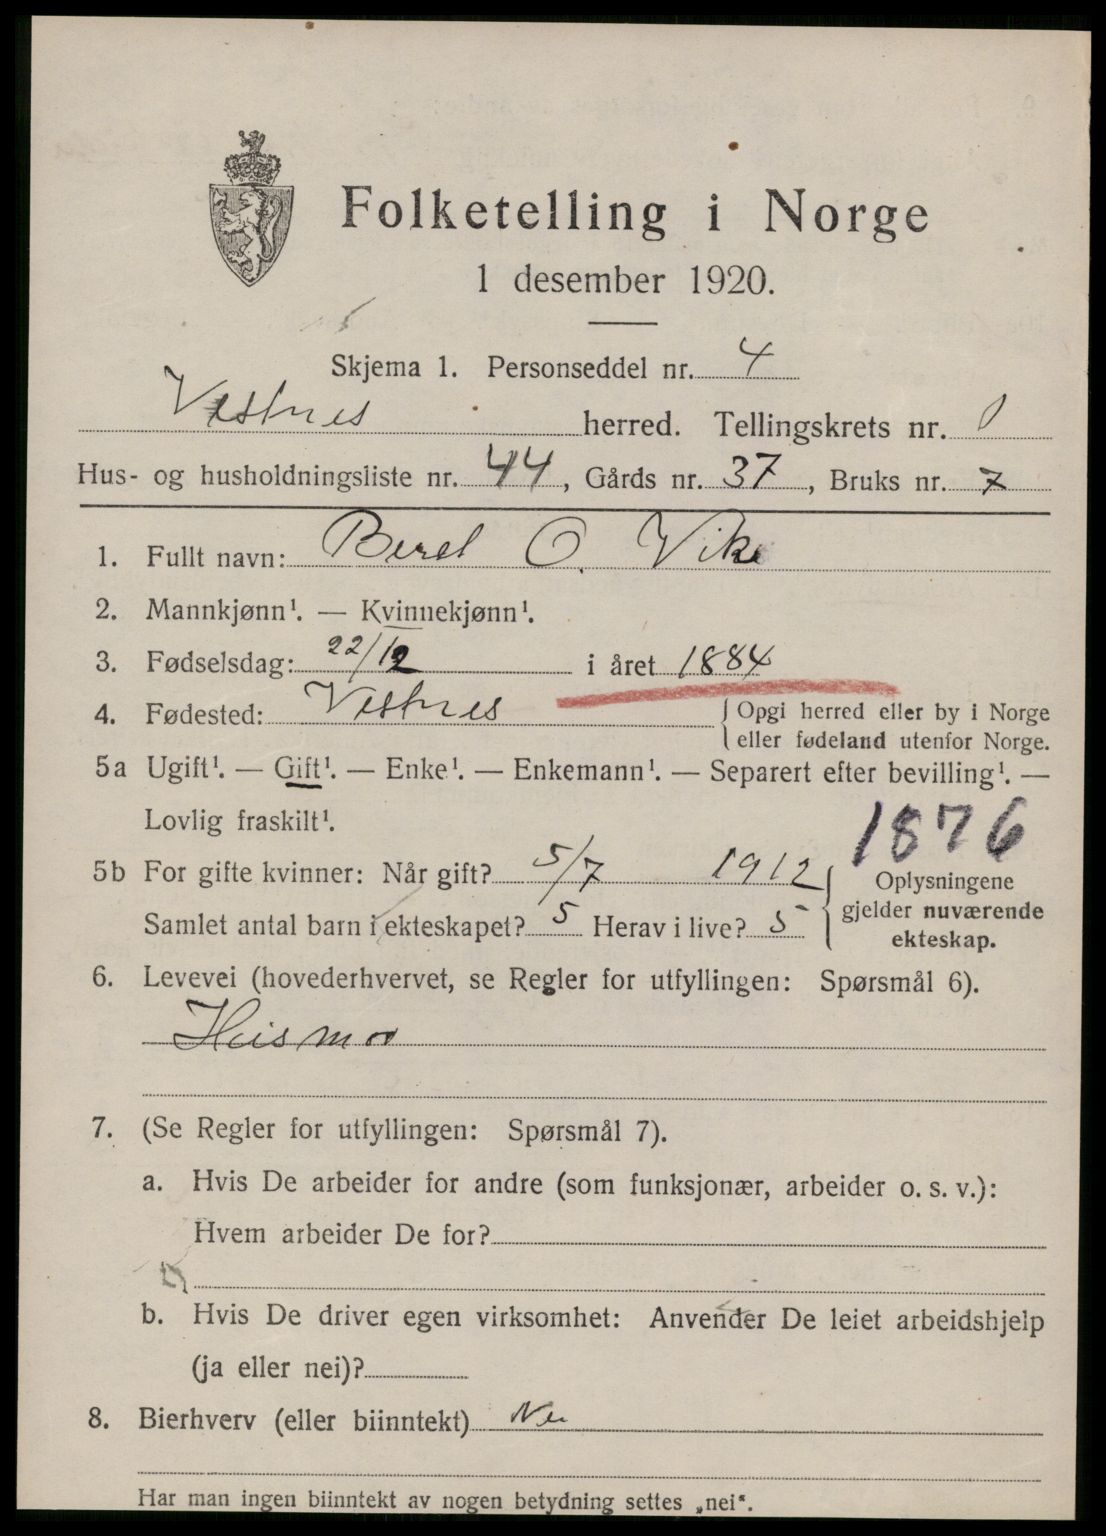 Folketelling i Norge
1 desember 1920.
Skjema 1. Personseddel nr. 4
Vestnes herred. Tellingskrets nr. 1
Hus- og husholdningsliste nr. 44, Gårds nr. 37, Bruks nr. 7
1. Fullt navn: Beret O. Vike
2. Mannkjønn¹. — Kvinnekjønn¹.
3. Fødselsdag: 22/12 i året 1884
4. Fødested: Vestnes { Opgi herred eller by i Norge
eller fødeland utenfor Norge.
5a Ugift¹. — Gift¹. — Enke¹. — Enkemann¹. — Separert efter bevilling¹. —
Lovlig fraskilt¹.
1876
5b For gifte kvinner: Når gift? 5/7 1912 { Oplysningene
gjelder nuværende
ekteskap.
Samlet antal barn i ekteskapet? 5 Herav i live? 5
6. Levevei (hovederhvervet, se Regler for utfyllingen: Spørsmål 6).
Husmor
7. (Se Regler for utfyllingen: Spørsmål 7).
a. Hvis De arbeider for andre (som funksjonær, arbeider o. s. v.):
Hvem arbeider De for?
b. Hvis De driver egen virksomhet: Anvender De leiet arbeidshjelp
(ja eller nei)?
8. Bierhverv (eller biinntekt) Nei
Har man ingen biinntekt av nogen betydning settes „nei“.